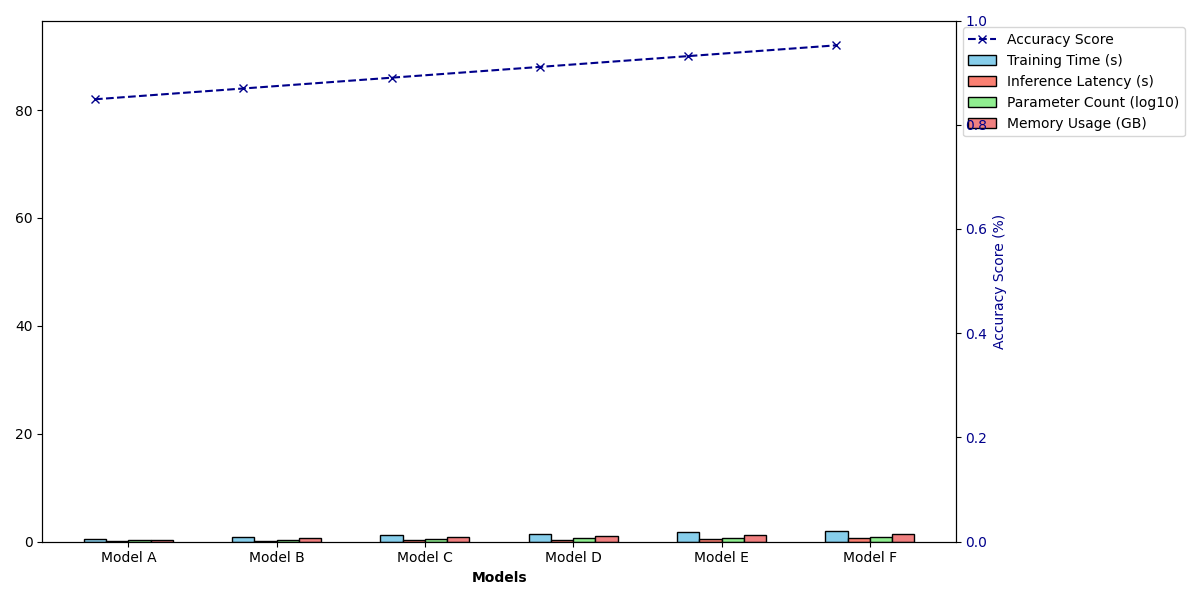 80
60
40
20
0
Model A
Model B
Model C
Model D
Model E
Model F
Models
1.0
0.8
0.6
0.4
0.2
0.0
Accuracy Score (%)
Accuracy Score
Training Time (s)
Inference Latency (s)
Parameter Count (log10)
Memory Usage (GB)